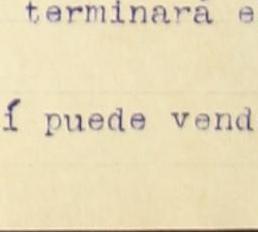 terminará e
í puede vend